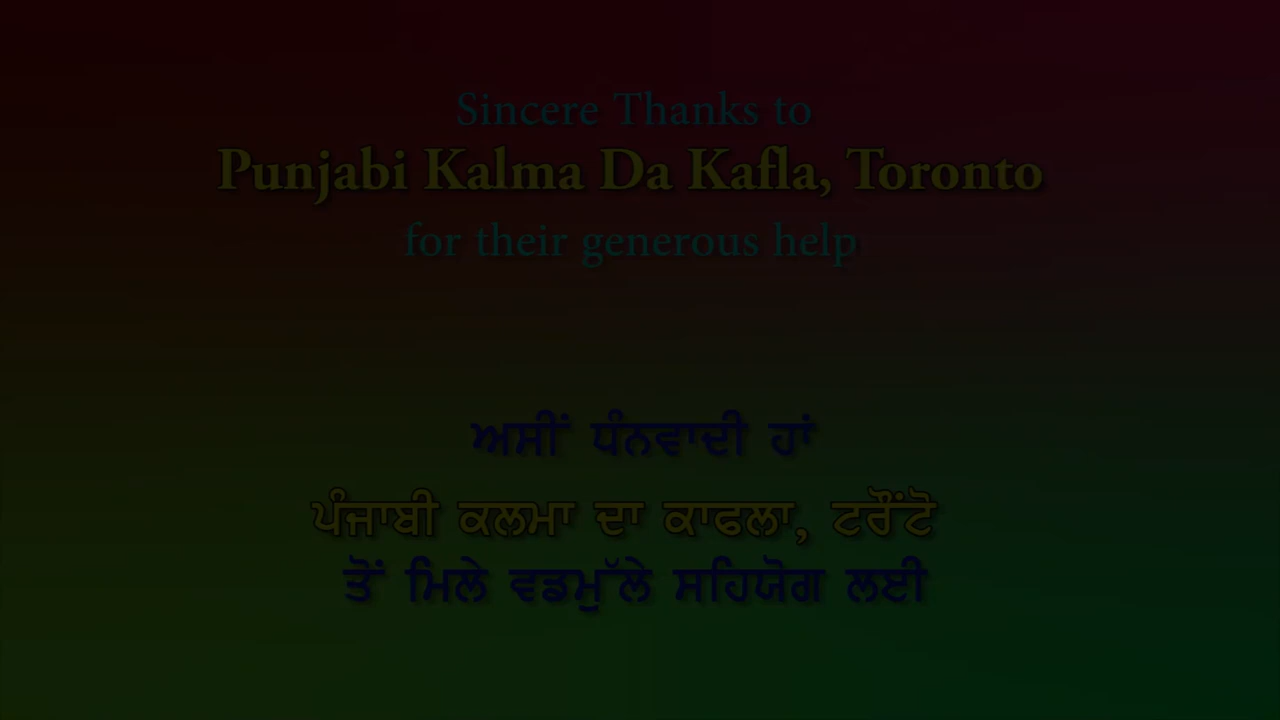 Sincere Thanks to
Punjabi Kalma Da Kafla, Toronto
for their generous help
ਅਸੀਂ ਧੰਨਵਾਦੀ ਹਾਂ
ਪੰਜਾਬੀ ਕਲਮਾ ਦਾ ਕਾਫਲਾ, ਟਰੌਂਟੋ
ਤੋਂ ਮਿਲੇ ਵਡਮੁੱਲੇ ਸਹਿਯੋਗ ਲਈ